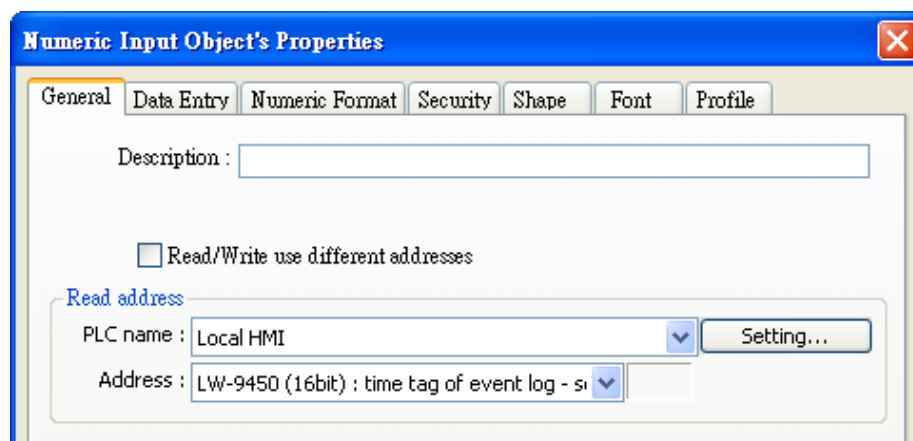 Numeric Input Object's Properties
General Data Entry Numeric Format Security Shape Font Profile
Description :
Read/Write use different addresses
Read address
PLC name : Local HMI Setting...
Address : LW-9450 (16bit) : time tag of event log -